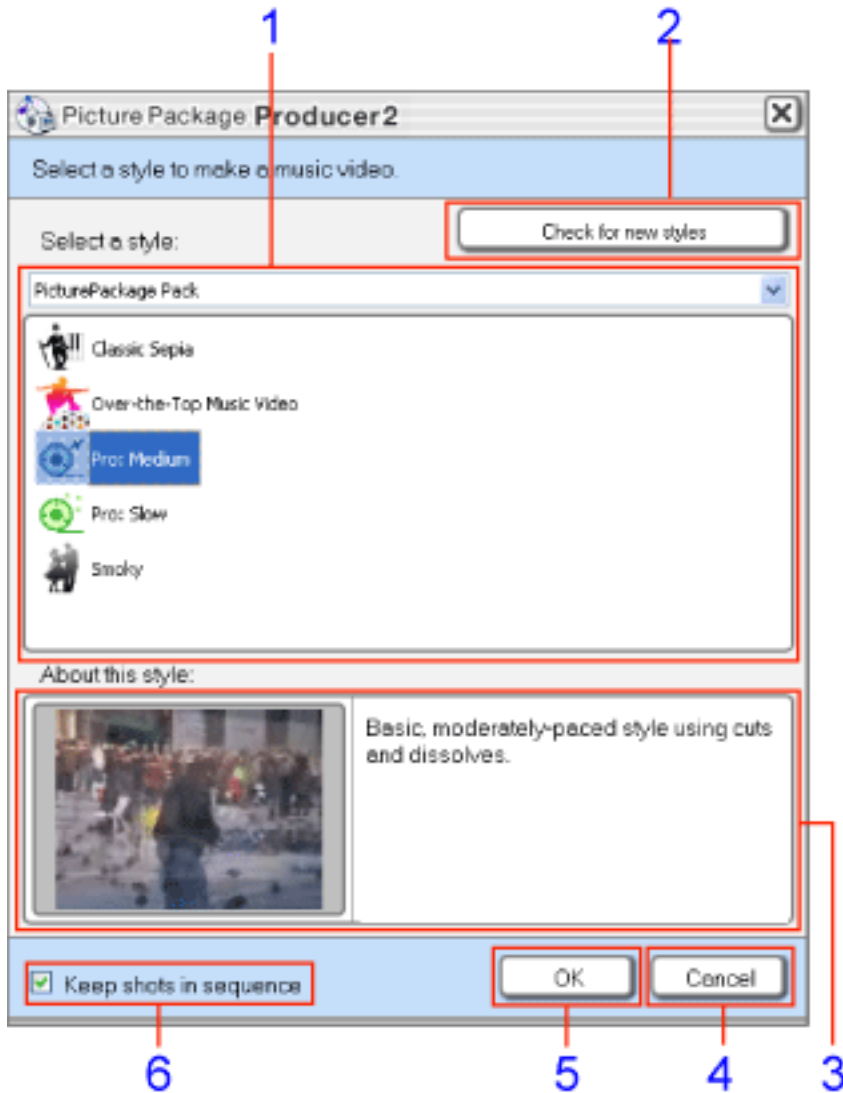 1 2
Picture Package Producer2
Select a style to make a music video.
Select a style:
Check for new styles
PicturePackage Pack
Classic Sepia
Over-the-Top Music Video
Pro: Medium
Pro: Slow
Smoky
About this style:
Basic, moderately-paced style using cuts
and dissolves.
Keep shots in sequence
OK
Cancel
6 5 4 3